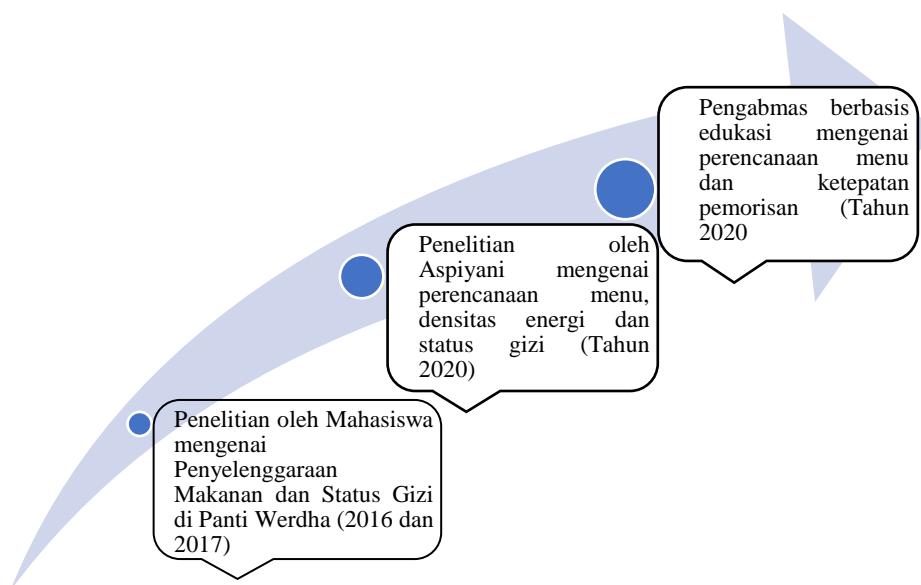 Pengabmas berbasis
edukasi mengenai
perencanaan menu
dan ketepatan
pemorisan (Tahun
2020
Penelitian oleh
Aspiyani mengenai
perencanaan menu,
densitas energi dan
status gizi (Tahun
2020)
Penelitian oleh Mahasiswa
mengenai
Penyelenggaraan
Makanan dan Status Gizi
di Panti Werdha (2016 dan
2017)